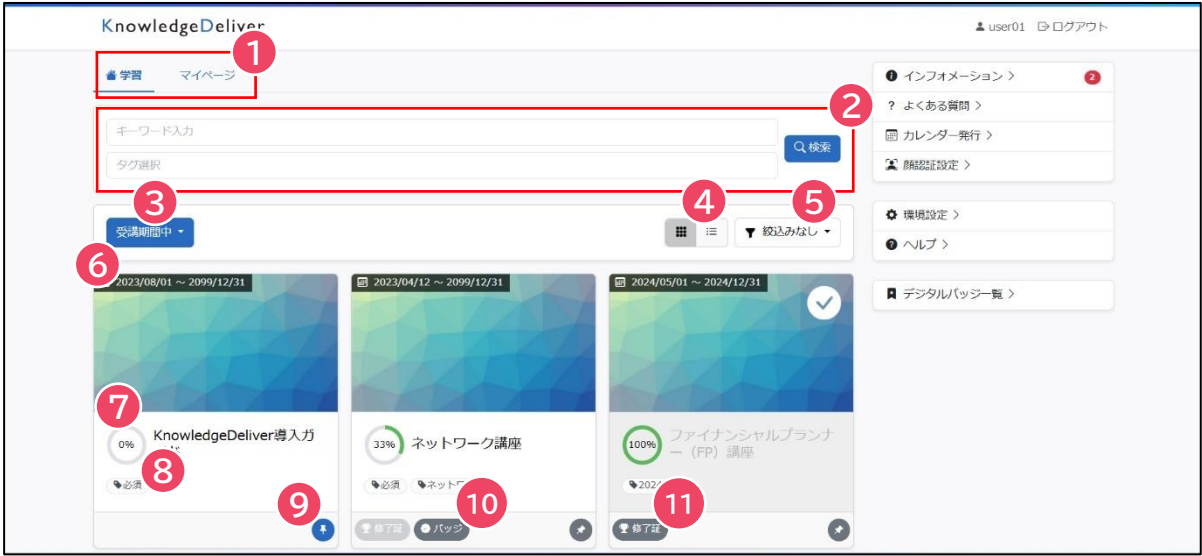 KnowledgeDeliver
user01 ログアウト
1
学習 マイページ
インフォメーション 2
2
? よくある質問
キーワード入力
カレンダー発行
検索
タグ選択
顔認証設定
3
4
5
受講期間中
絞込みなし
環境設定
ヘルプ
6
2023/08/01 ～ 2099/12/31
2023/04/12 ～ 2099/12/31
2024/05/01 ～ 2024/12/31
デジタルバッジ一覧
7
0% KnowledgeDeliver導入ガ
33% ネットワーク講座
100% ファイナンシャルプランナ
ー（FP）講座
8
必須
必須 ネット
2024
9
10
11
修了証 バッジ
修了証